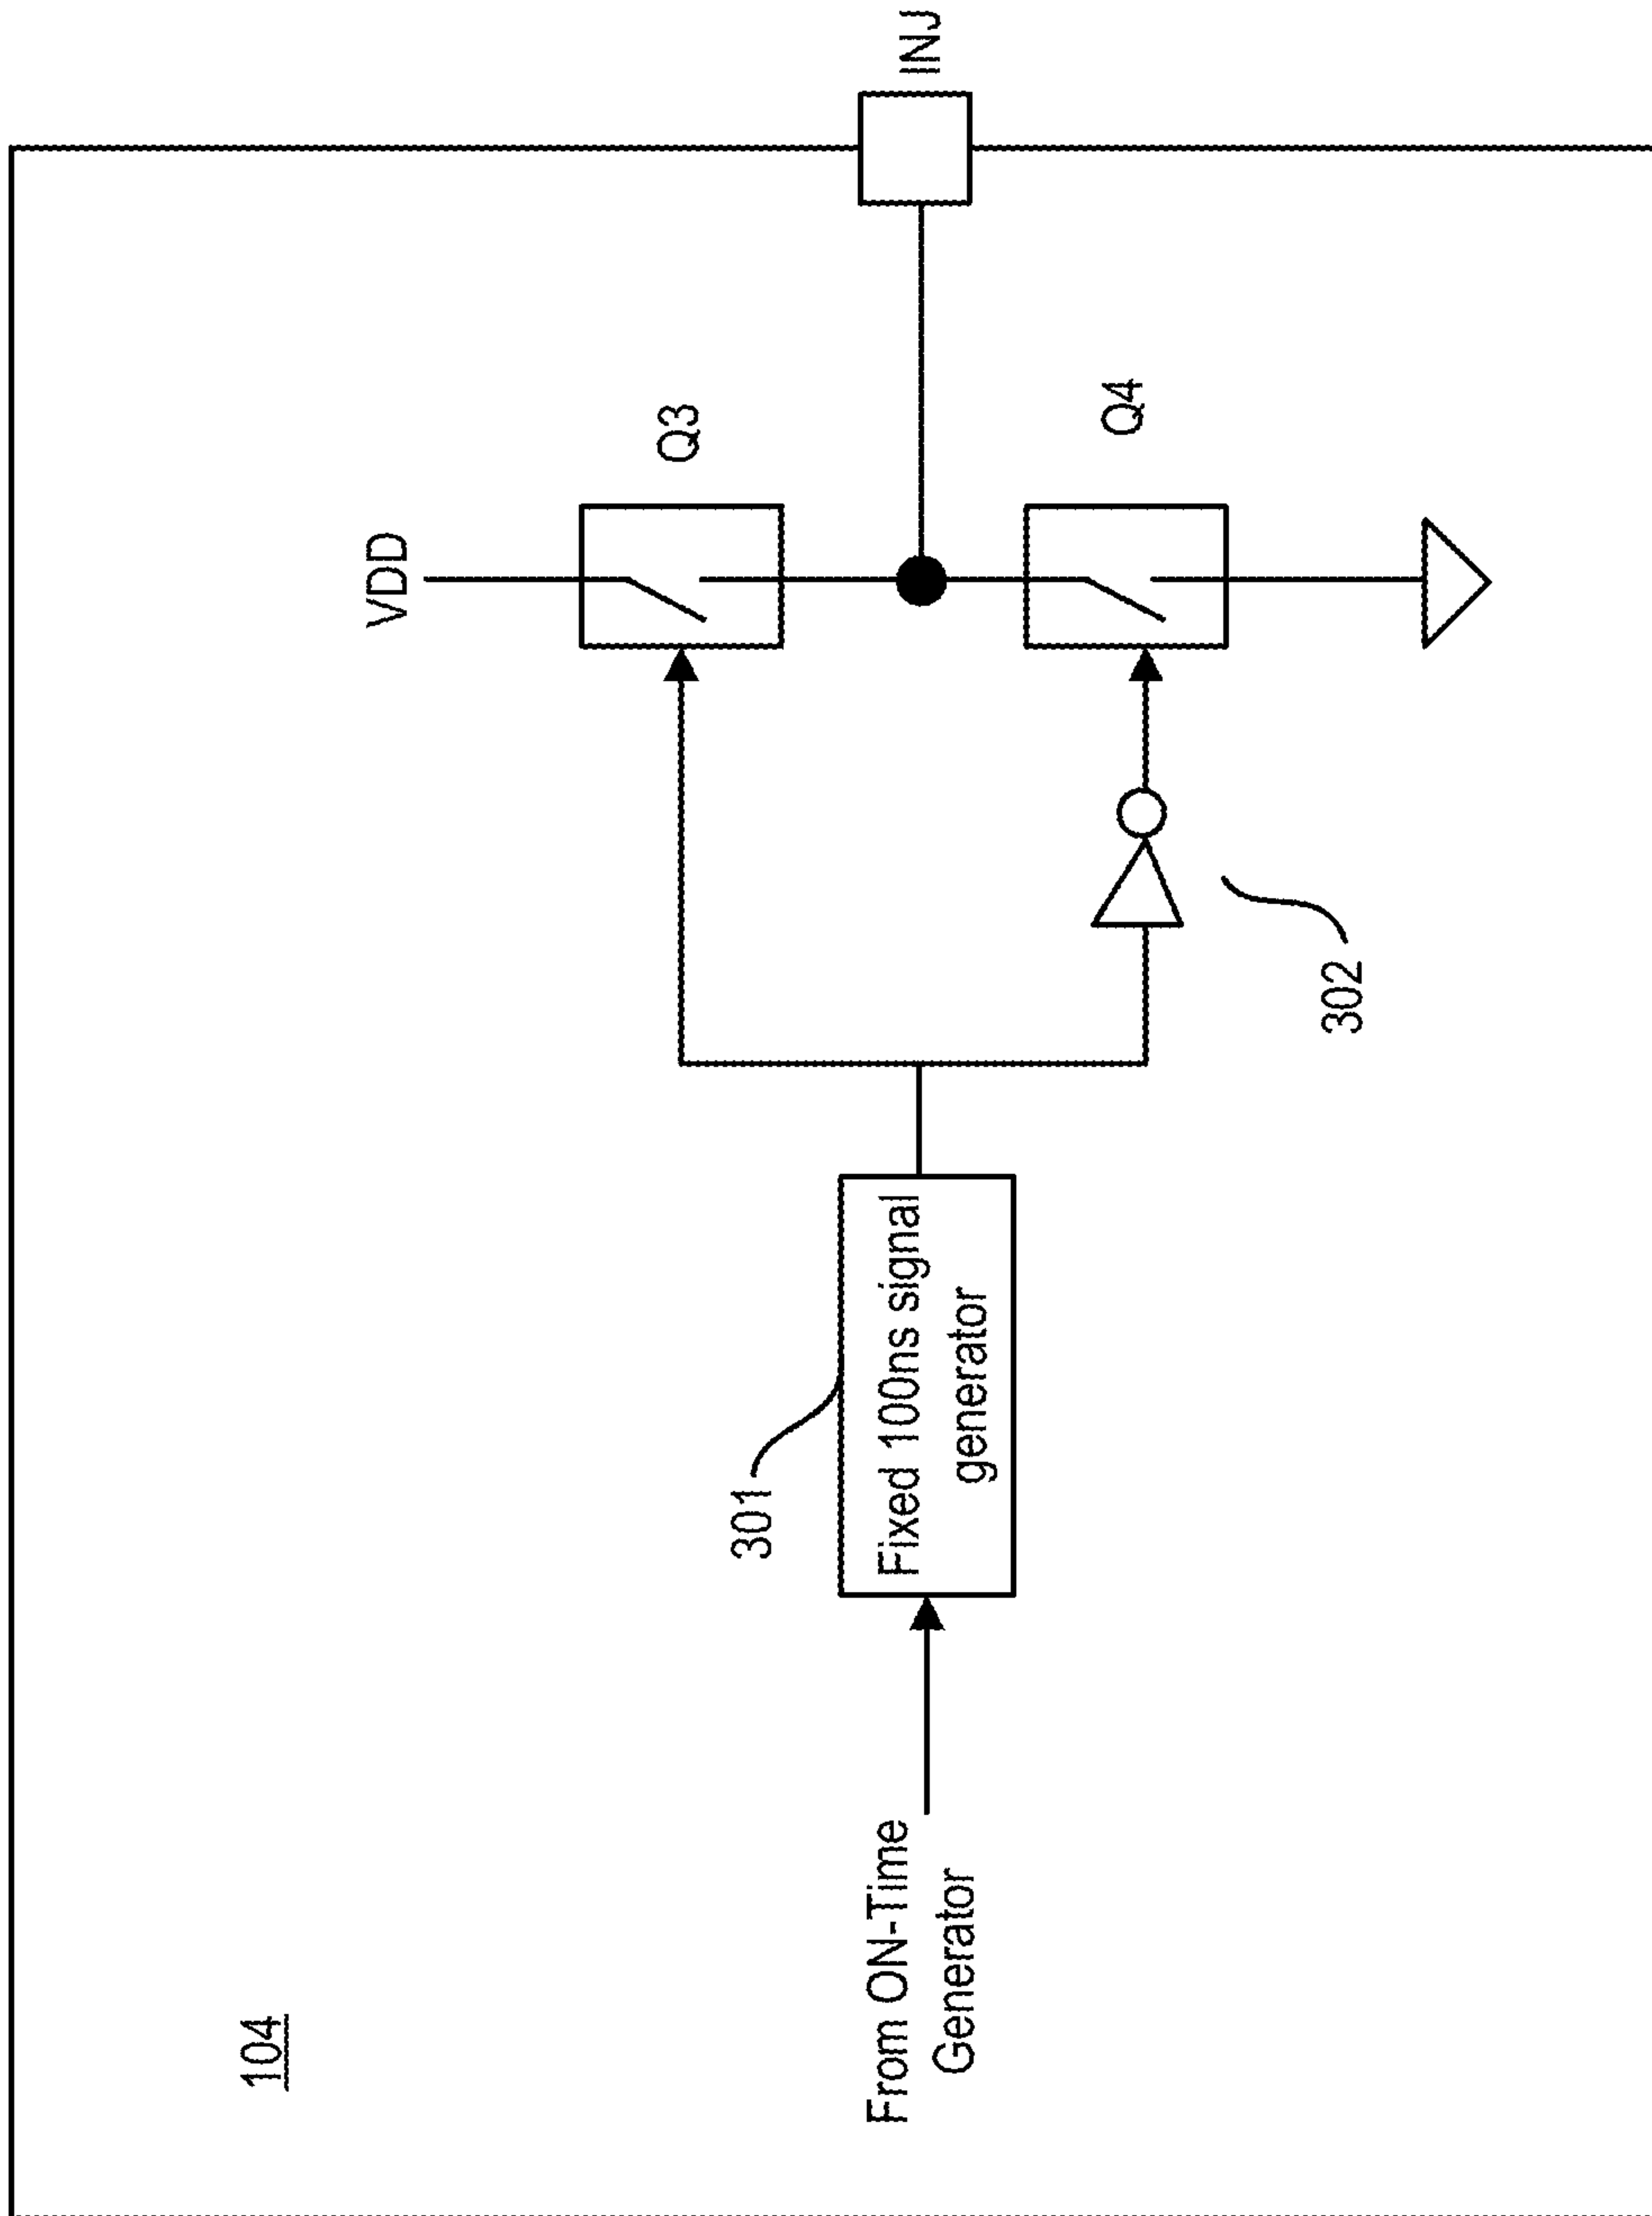 104
VDD
Q3
INJ
301
Fixed 100ns signal
generator
From ON-Time
Generator
Q4
302